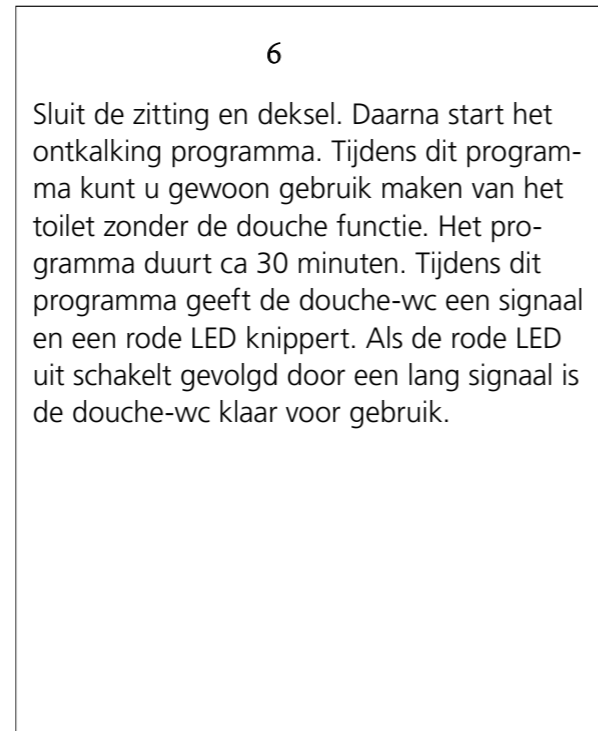 6
Sluit de zitting en deksel. Daarna start het
ontkalking programma. Tijdens dit program-
ma kunt u gewoon gebruik maken van het
toilet zonder de douche functie. Het pro-
gramma duurt ca 30 minuten. Tijdens dit
programma geeft de douche-wc een signaal
en een rode LED knippert. Als de rode LED
uit schakelt gevolgd door een lang signaal is
de douche-wc klaar voor gebruik.